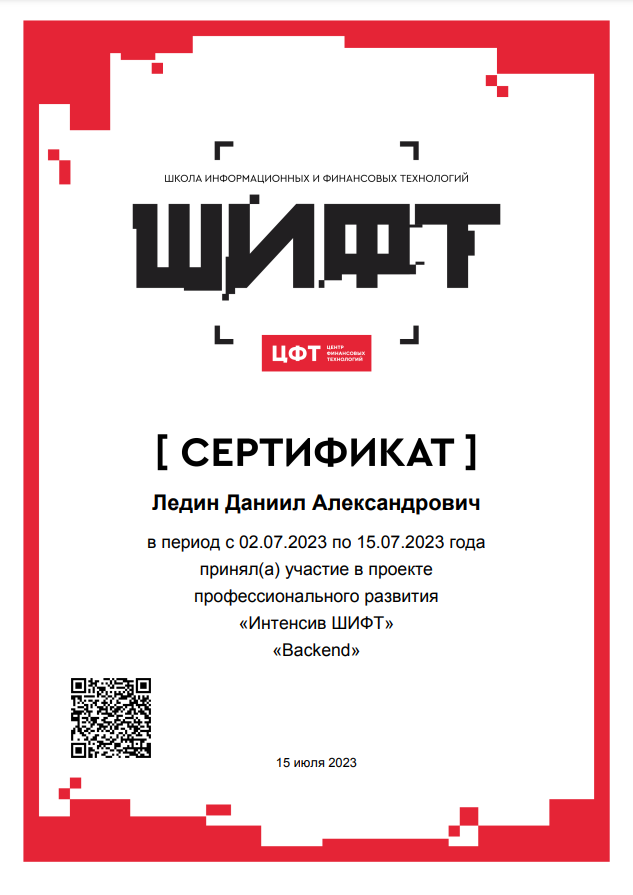 ШКОЛА ИНФОРМАЦИОННЫХ И ФИНАНСОВЫХ ТЕХНОЛОГИЙ
ШИФТ
ЦФТ ЦЕНТР
ФИНАНСОВЫХ
ТЕХНОЛОГИЙ
[ СЕРТИФИКАТ ]
Ледин Даниил Александрович
в период с 02.07.2023 по 15.07.2023 года
принял(а) участие в проекте
профессионального развития
«Интенсив ШИФТ»
«Backend»
15 июля 2023